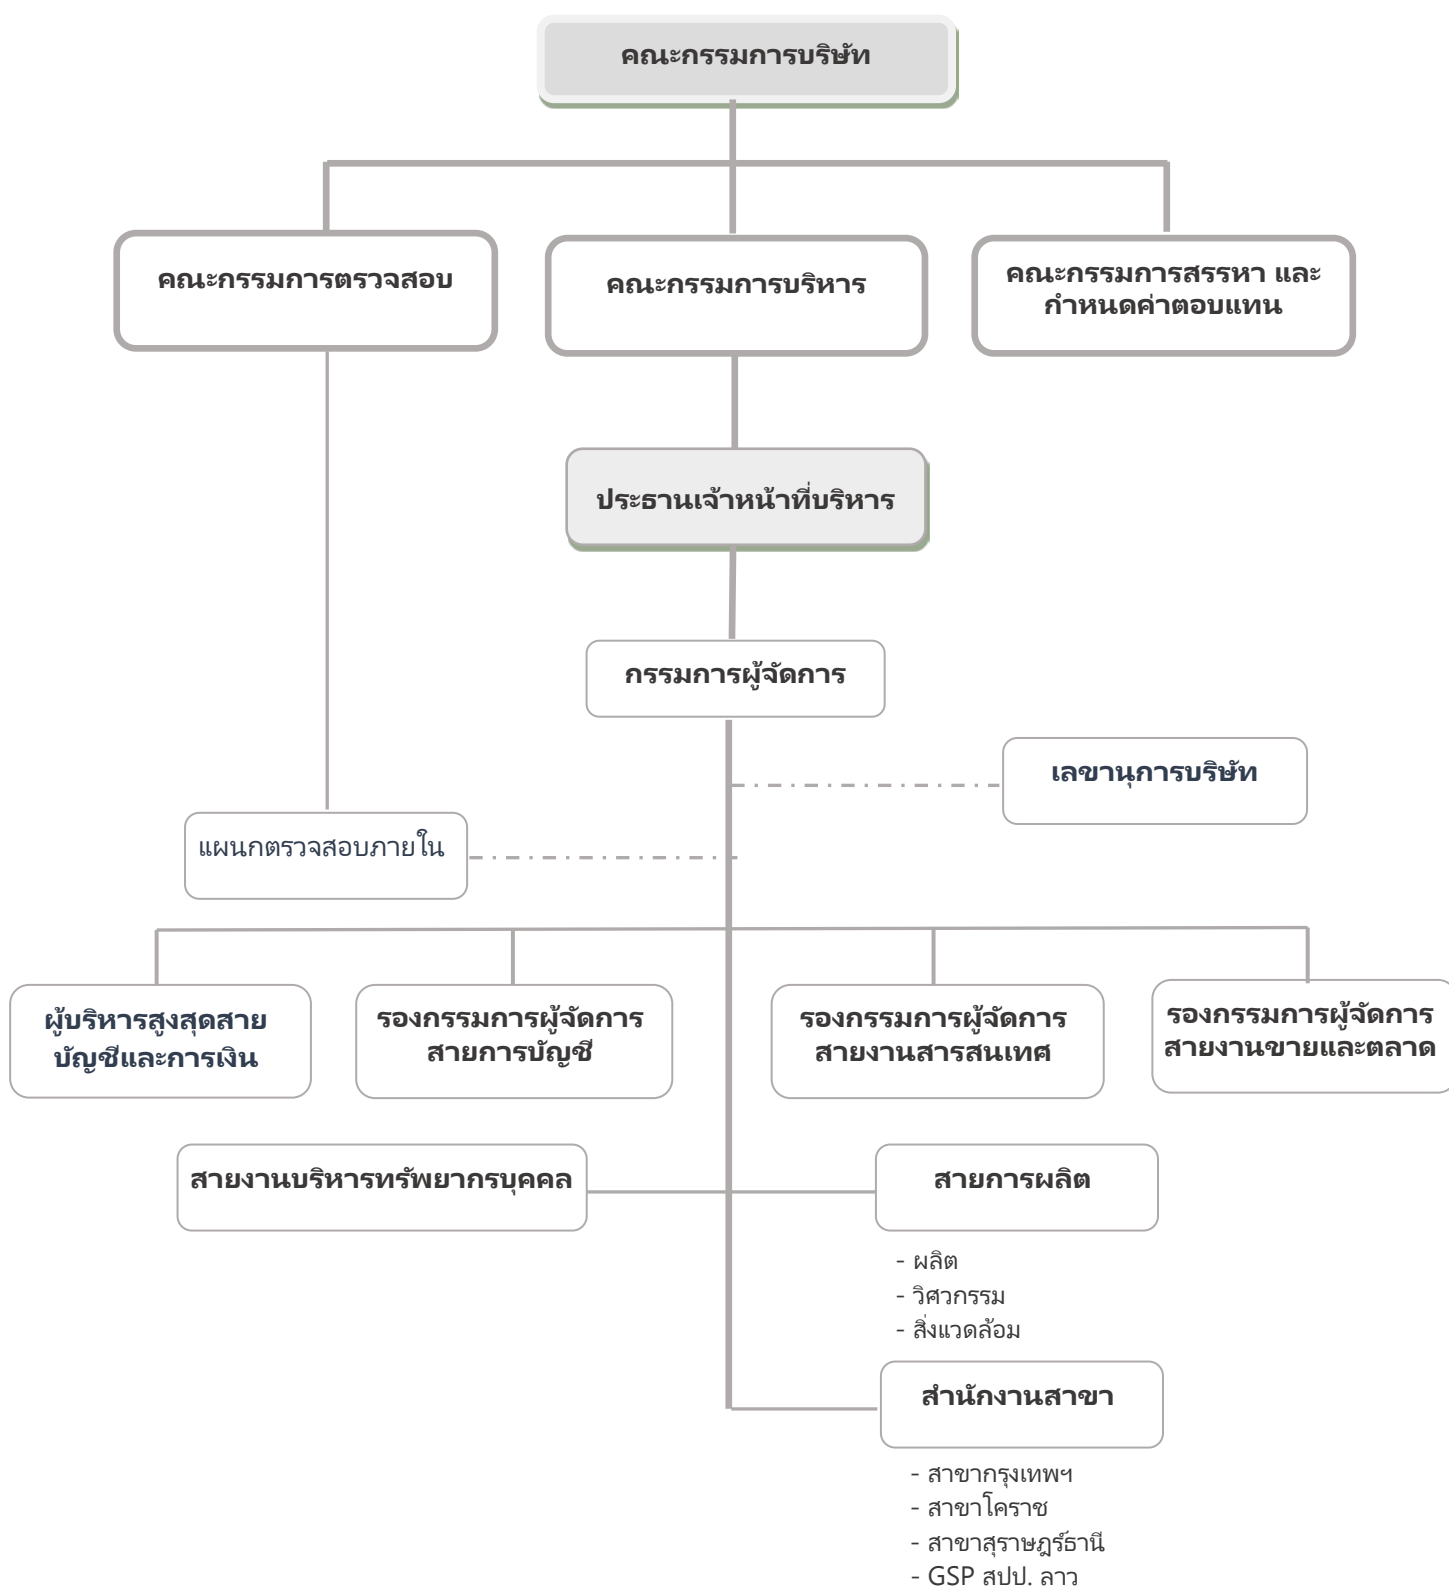 คณะกรรมการบริษัท
คณะกรรมการตรวจสอบ
คณะกรรมการบริหาร
คณะกรรมการสรรหา และ
กำหนดค่าตอบแทน
ประธานเจ้าหน้าที่บริหาร
กรรมการผู้จัดการ
เลขานุการบริษัท
แผนกตรวจสอบภายใน
ผู้บริหารสูงสุดสาย
บัญชีและการเงิน
รองกรรมการผู้จัดการ
สายการบัญชี
รองกรรมการผู้จัดการ
สายงานสารสนเทศ
รองกรรมการผู้จัดการ
สายงานขายและตลาด
สายงานบริหารทรัพยากรบุคคล
สายการผลิต
- ผลิต
- วิศวกรรม
- สิ่งแวดล้อม
สำนักงานสาขา
- สาขากรุงเทพฯ
- สาขาโคราช
- สาขาสุราษฎร์ธานี
- GSP สปป. ลาว